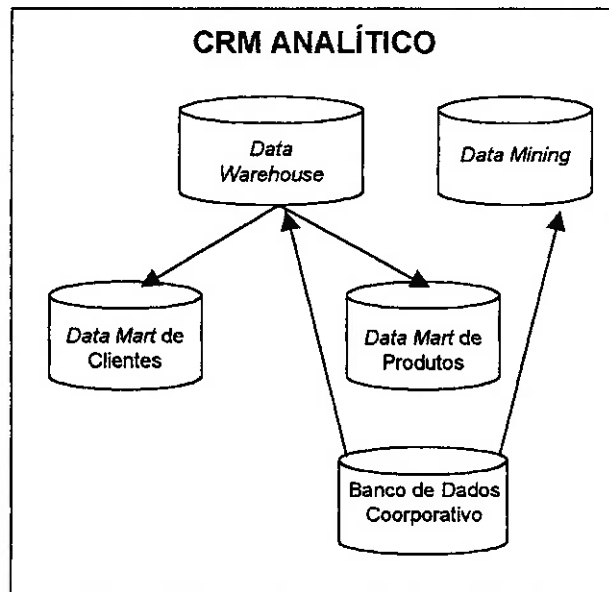 CRM ANALÍTICO
Data
Warehouse
Data Mining
Data Mart de
Clientes
Data Mart de
Produtos
Banco de Dados
Coorporativo